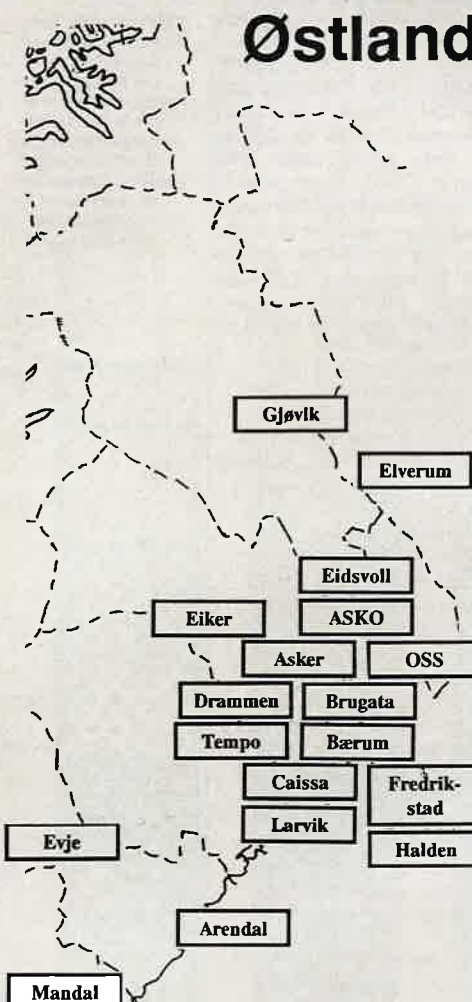 Østland
Gjøvik
Elverum
Eidsvoll
Eiker
ASKO
Asker
OSS
Drammen
Brugata
Tempo
Bærum
Caissa
Fredrik-
stad
Larvik
Evje
Halden
Arendal
Mandal